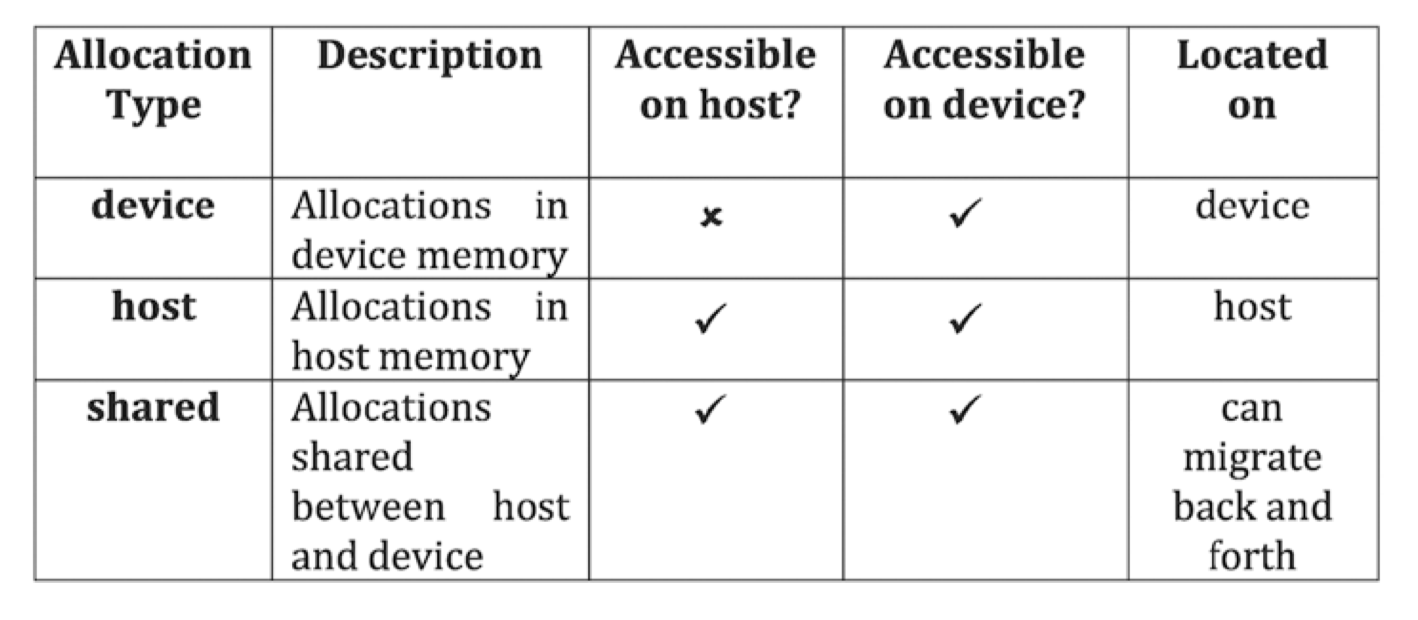 Allocation Type | Description | Accessible on host? | Accessible on device? | Located on
device | Allocations in device memory | ✗ | ✓ | device
host | Allocations in host memory | ✓ | ✓ | host
shared | Allocations shared between host and device | ✓ | ✓ | can migrate back and forth